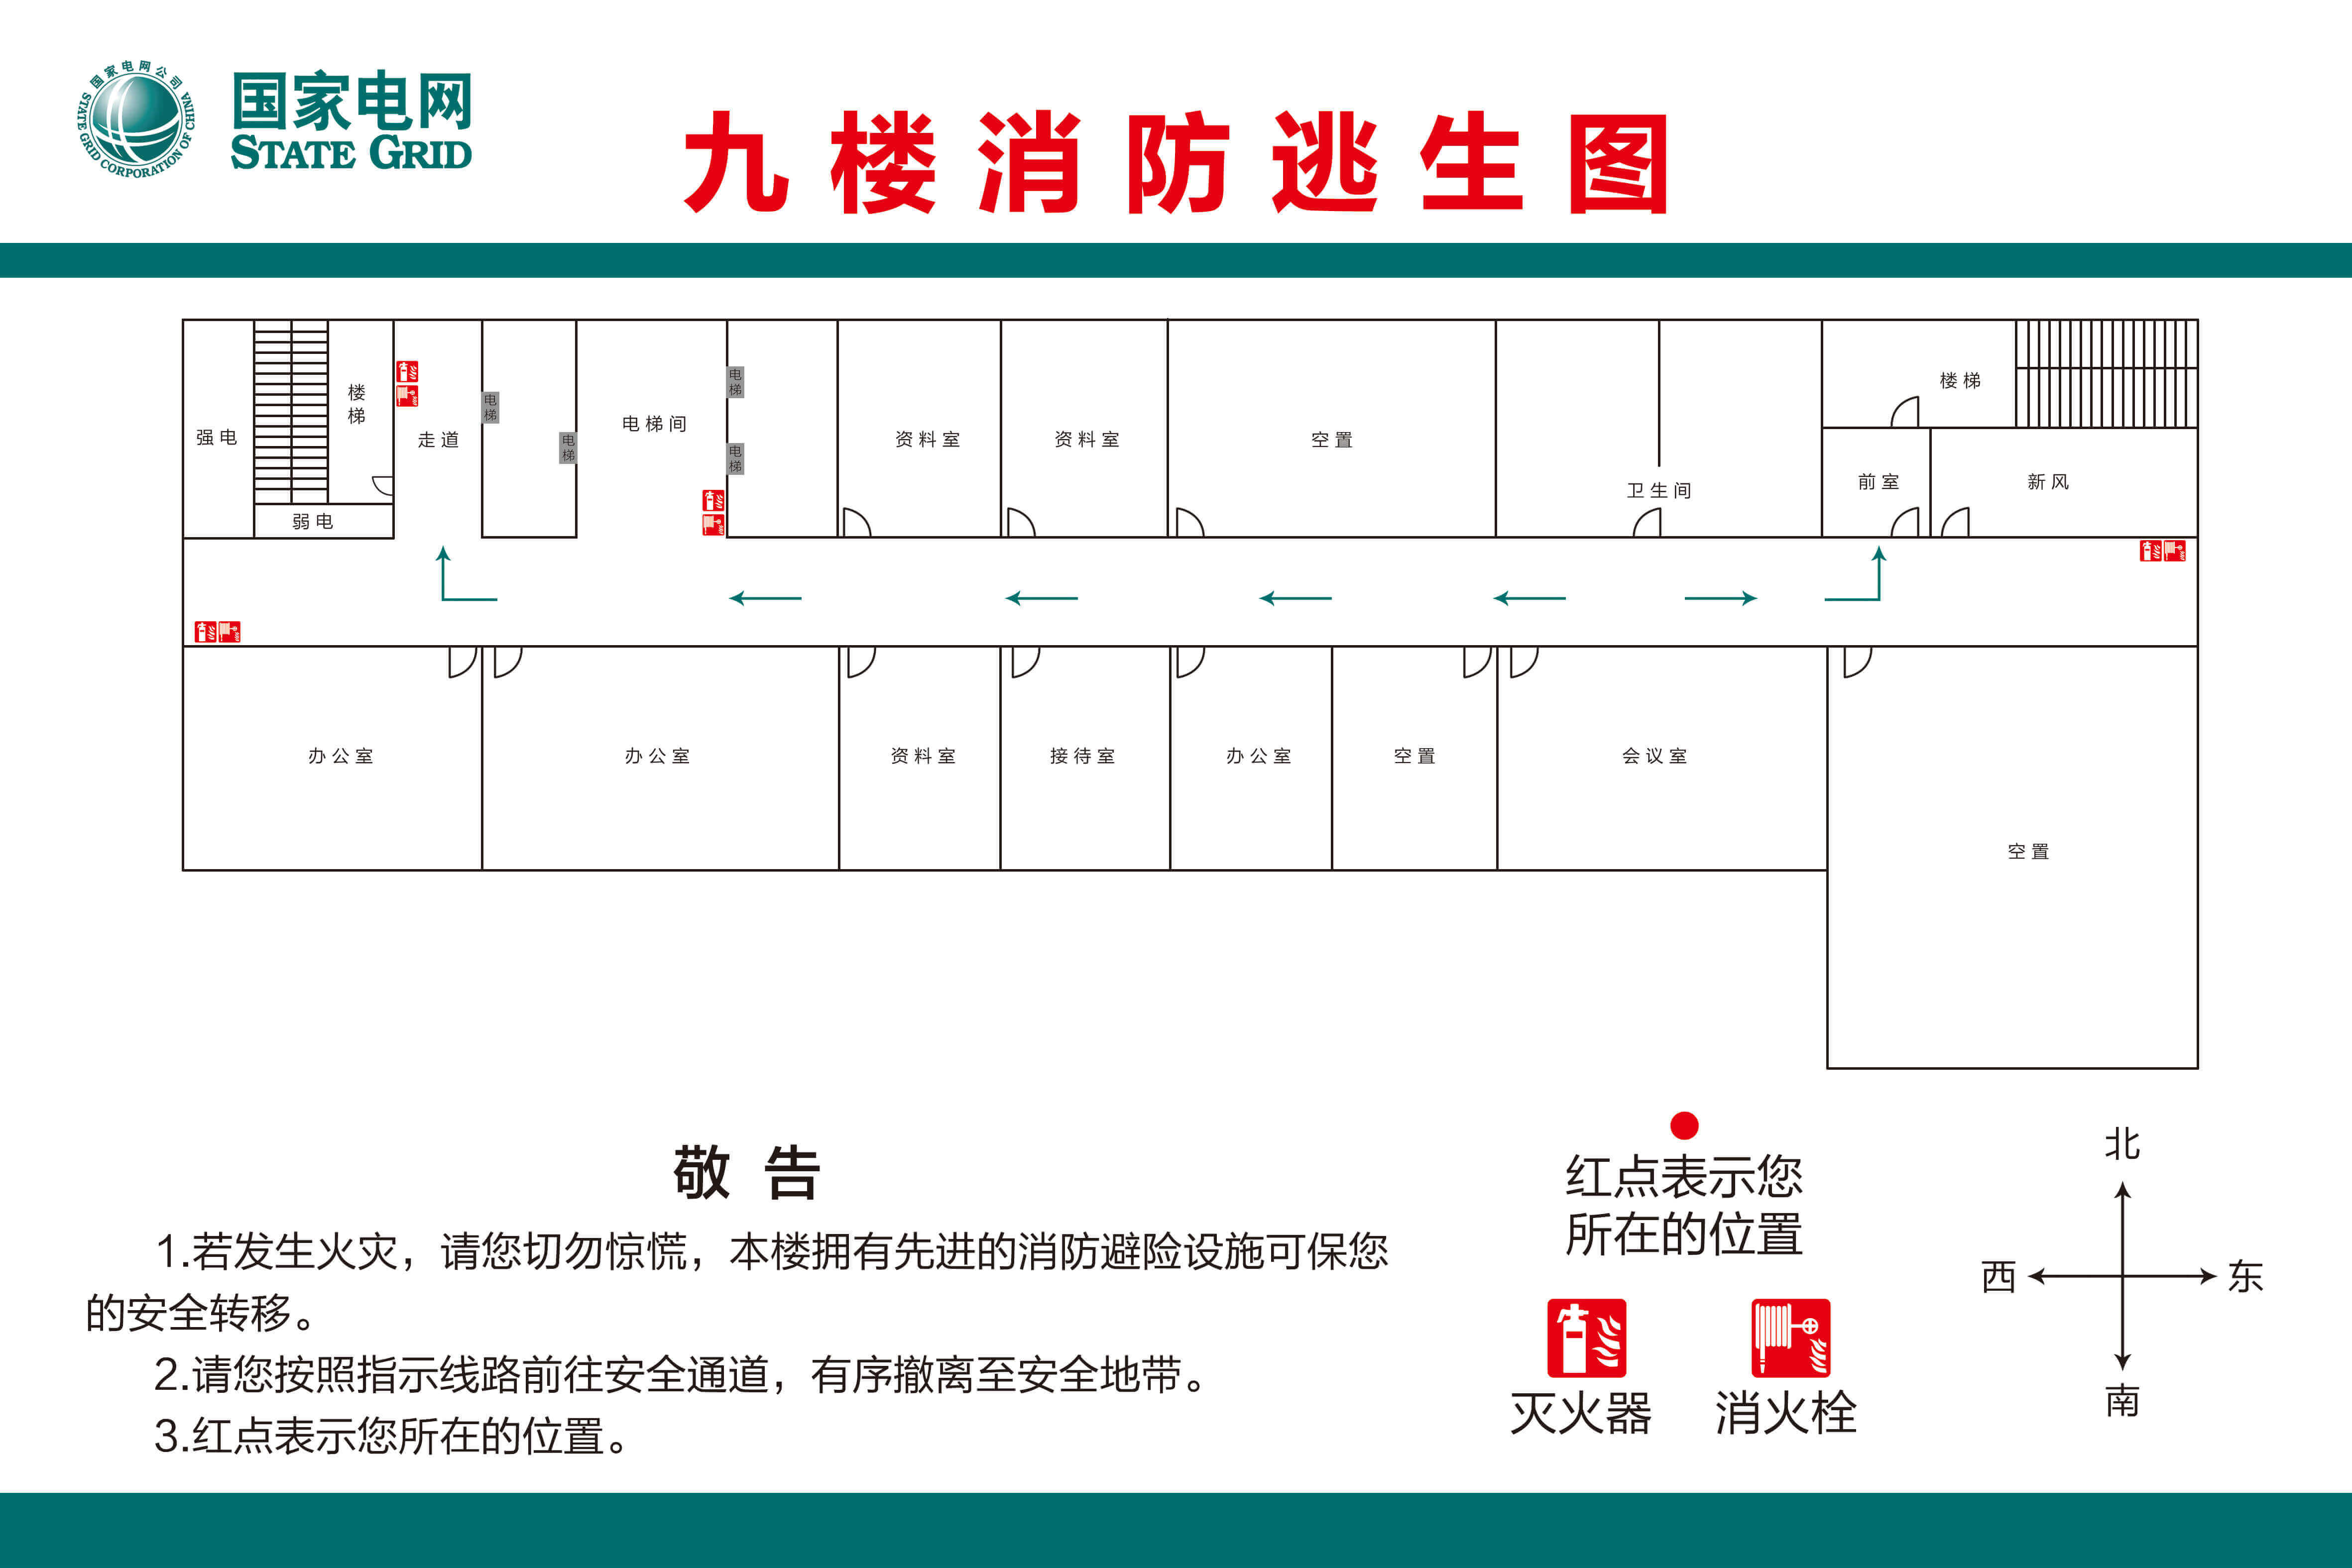 国家电网公司
STATE GRID CORPORATION OF CHINA
国家电网
STATE GRID
九楼消防逃生图
强电
楼梯
弱电
走道
电梯
电梯
电梯间
电梯
电梯
资料室
资料室
空置
卫生间
楼梯
前室
新风
办公室
办公室
资料室
接待室
办公室
空置
会议室
空置
敬告
1.若发生火灾，请您切勿惊慌，本楼拥有先进的消防避险设施可保您
的安全转移。
2.请您按照指示线路前往安全通道，有序撤离至安全地带。
3.红点表示您所在的位置。
红点表示您
所在的位置
灭火器
消火栓
北
西
东
南